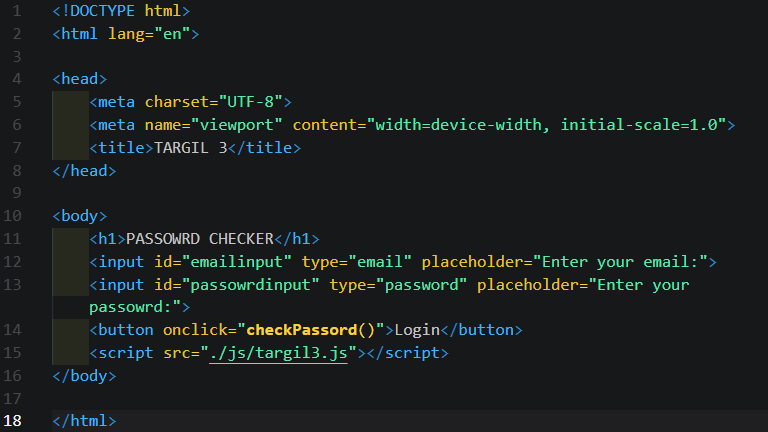 1 <!DOCTYPE html>
2 <html lang="en">
3
4 <head>
5     <meta charset="UTF-8">
6     <meta name="viewport" content="width=device-width, initial-scale=1.0">
7     <title>TARGIL 3</title>
8 </head>
9
10 <body>
11     <h1>PASSOWRD CHECKER</h1>
12     <input id="emailinput" type="email" placeholder="Enter your email:">
13     <input id="passowrdinput" type="password" placeholder="Enter your
    passowrd:">
14     <button onclick="checkPassord()">Login</button>
15     <script src="./js/targil3.js"></script>
16 </body>
17
18 </html>